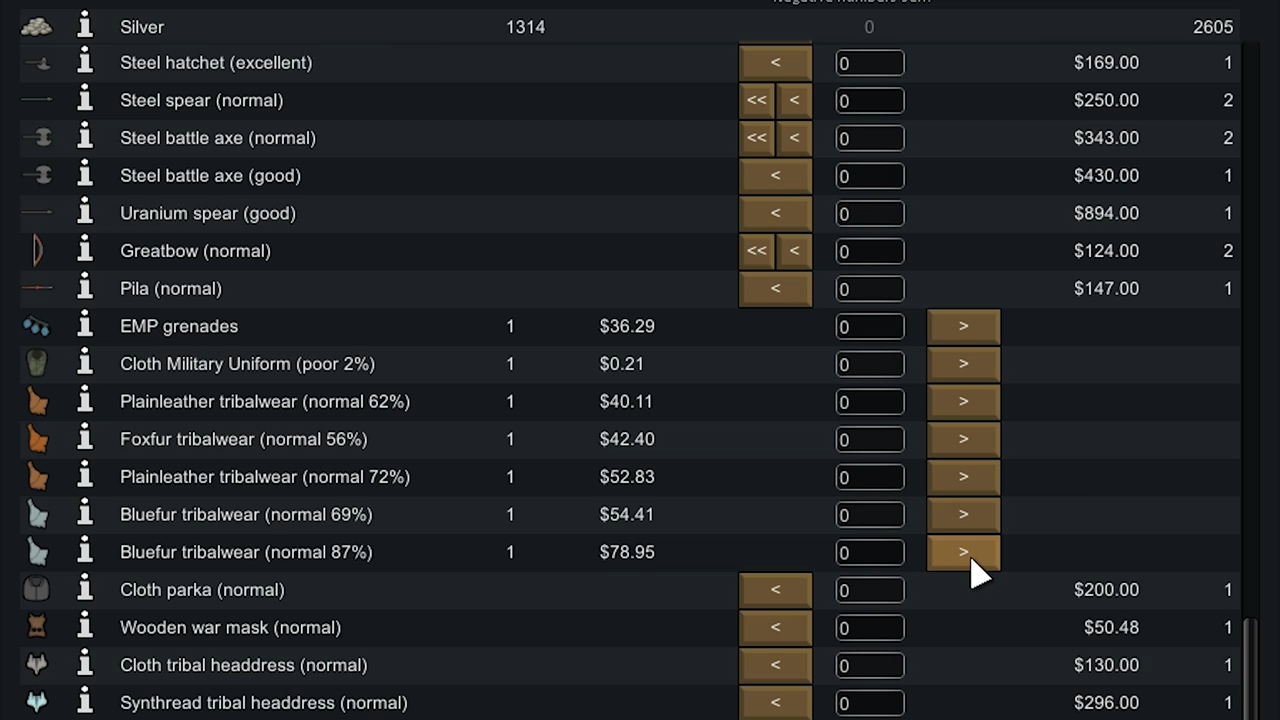 Negative numbers sell.
Silver 1314 0 2605
Steel hatchet (excellent) < 0 $169.00 1
Steel spear (normal) << < 0 $250.00 2
Steel battle axe (normal) << < 0 $343.00 2
Steel battle axe (good) < 0 $430.00 1
Uranium spear (good) < 0 $894.00 1
Greatbow (normal) << < 0 $124.00 2
Pila (normal) < 0 $147.00 1
EMP grenades 1 $36.29 0 >
Cloth Military Uniform (poor 2%) 1 $0.21 0 >
Plainleather tribalwear (normal 62%) 1 $40.11 0 >
Foxfur tribalwear (normal 56%) 1 $42.40 0 >
Plainleather tribalwear (normal 72%) 1 $52.83 0 >
Bluefur tribalwear (normal 69%) 1 $54.41 0 >
Bluefur tribalwear (normal 87%) 1 $78.95 0 >
Cloth parka (normal) < 0 $200.00 1
Wooden war mask (normal) < 0 $50.48 1
Cloth tribal headdress (normal) < 0 $130.00 1
Synthread tribal headdress (normal) < 0 $296.00 1